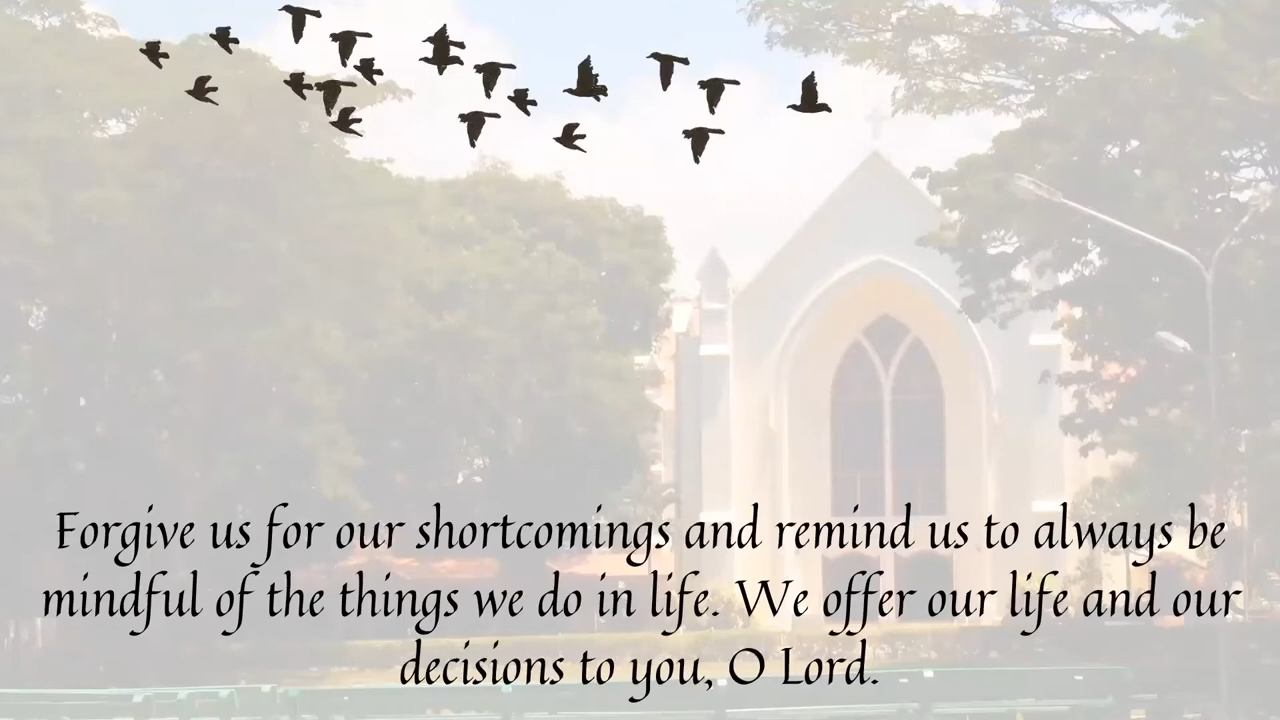 Forgive us for our shortcomings and remind us to always be
mindful of the things we do in life. We offer our life and our
decisions to you, O Lord.